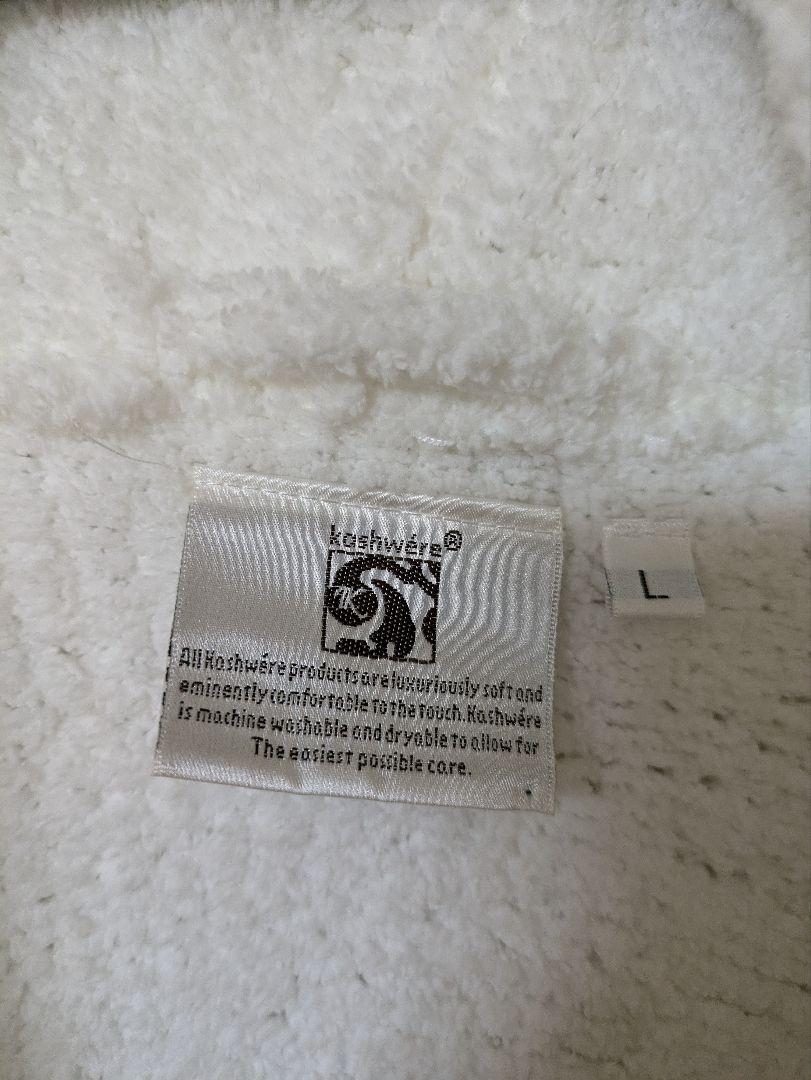 kashwére®
K
L
All Kashwére products are luxuriously soft and
eminently comfortable to the touch. Kashwére
is machine washable and dryable to allow for
The easiest possible care.